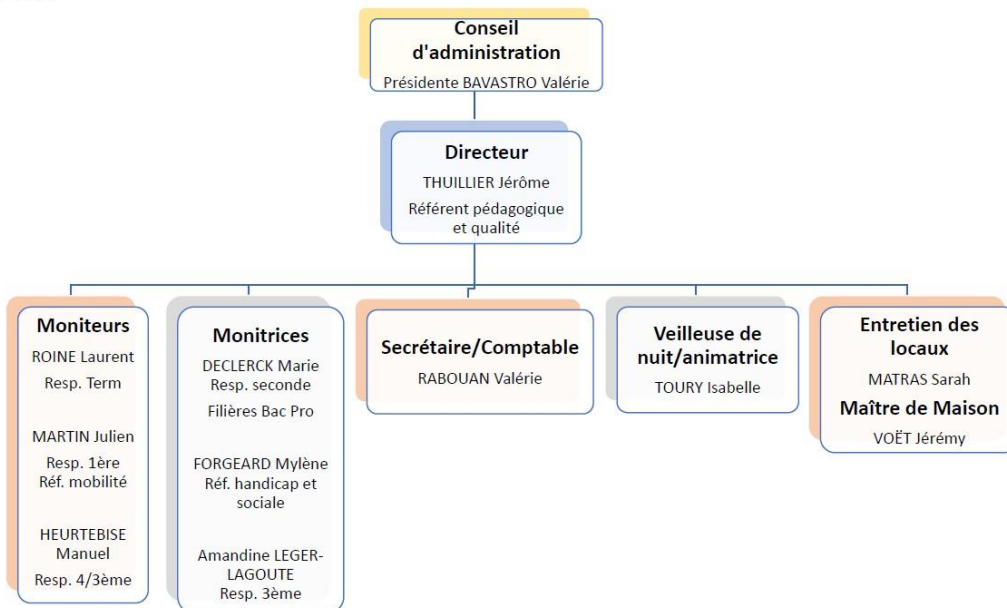 Conseil
d'administration
Présidente BAVASTRO Valérie
Directeur
THUILLIER Jérôme
Référent pédagogique
et qualité
Moniteurs
ROINE Laurent
Resp. Term
MARTIN Julien
Resp. 1ère
Réf. mobilité
HEURTEBISE
Manuel
Resp. 4/3ème
Monitrices
DECLERCK Marie
Resp. seconde
Filières Bac Pro
FORGEARD Mylène
Réf. handicap et
sociale
Amandine LEGER-
LAGOUTE
Resp. 3ème
Secrétaire/Comptable
RABOUAN Valérie
Veilleuse de
nuit/animatrice
TOURY Isabelle
Entretien des
locaux
MATRAS Sarah
Maître de Maison
VOËT Jérémy